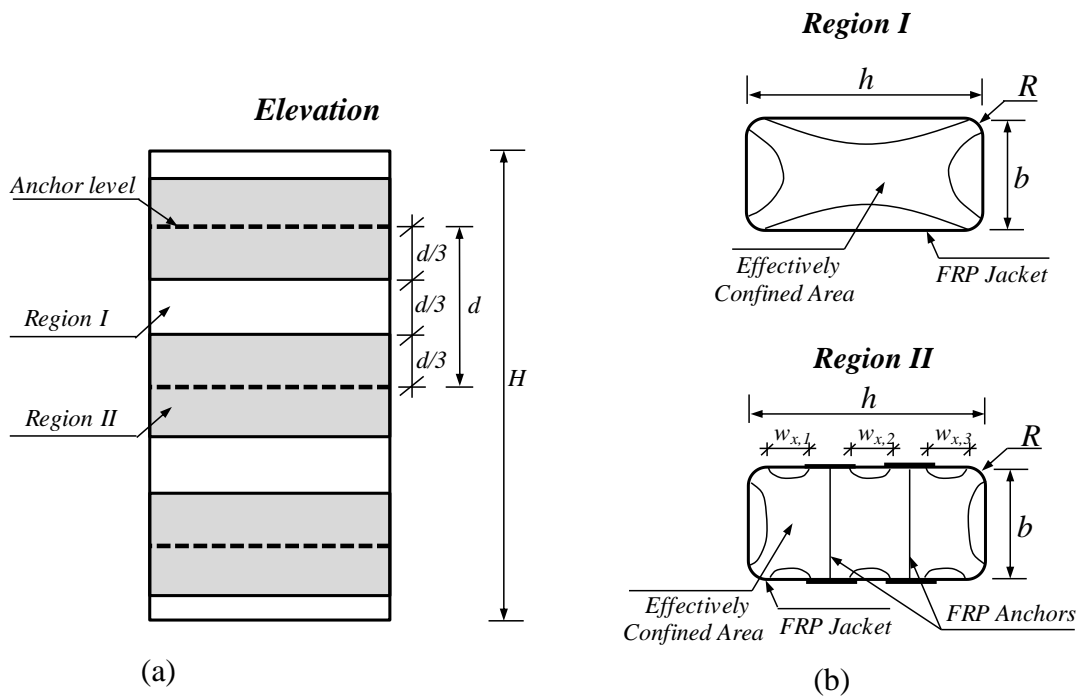 Elevation
Anchor level
d/3
d/3
d
Region I
d/3
H
Region II
(a)
Region I
h
R
b
Effectively
Confined Area
FRP Jacket
Region II
h
w_{x,1}
w_{x,2}
w_{x,3}
R
b
Effectively
Confined Area
FRP Jacket
FRP Anchors
(b)